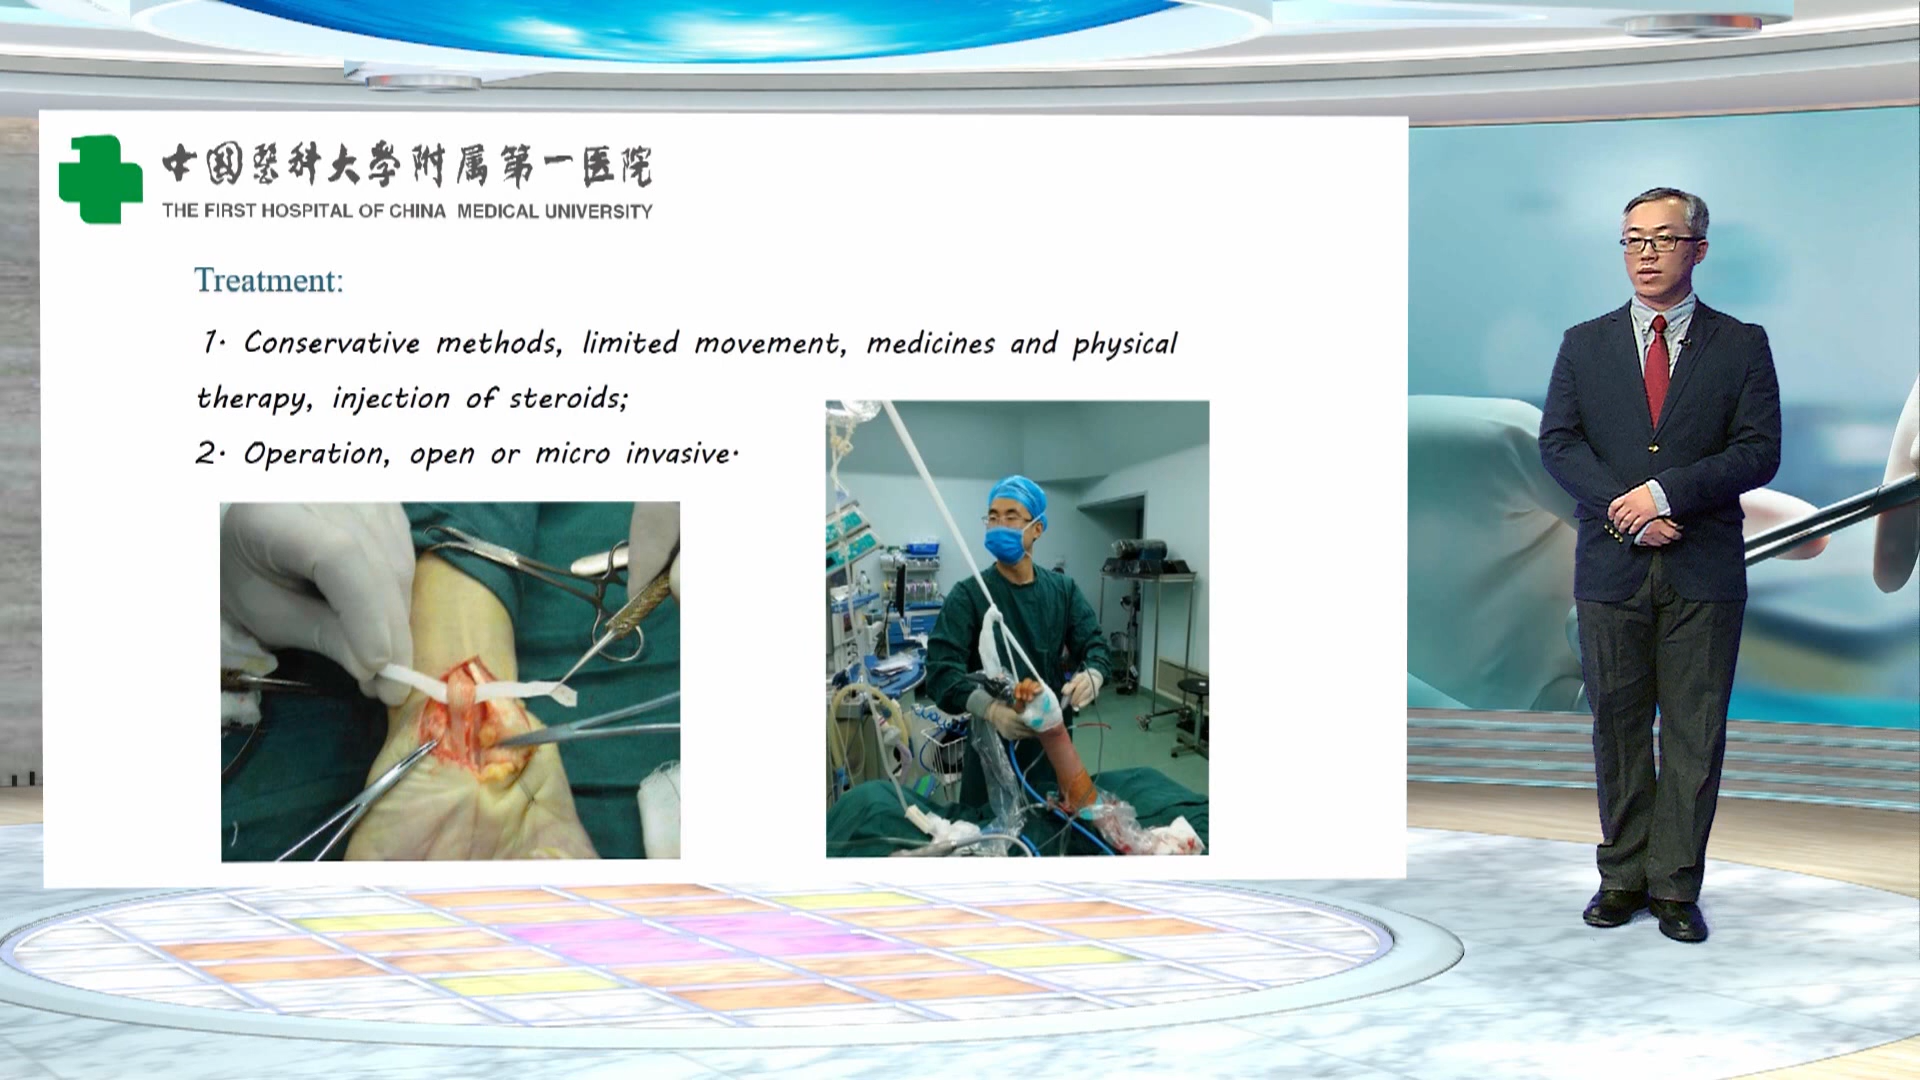 中国医科大学附属第一医院
THE FIRST HOSPITAL OF CHINA MEDICAL UNIVERSITY
Treatment:
1. Conservative methods, limited movement, medicines and physical
therapy, injection of steroids;
2. Operation, open or micro invasive.